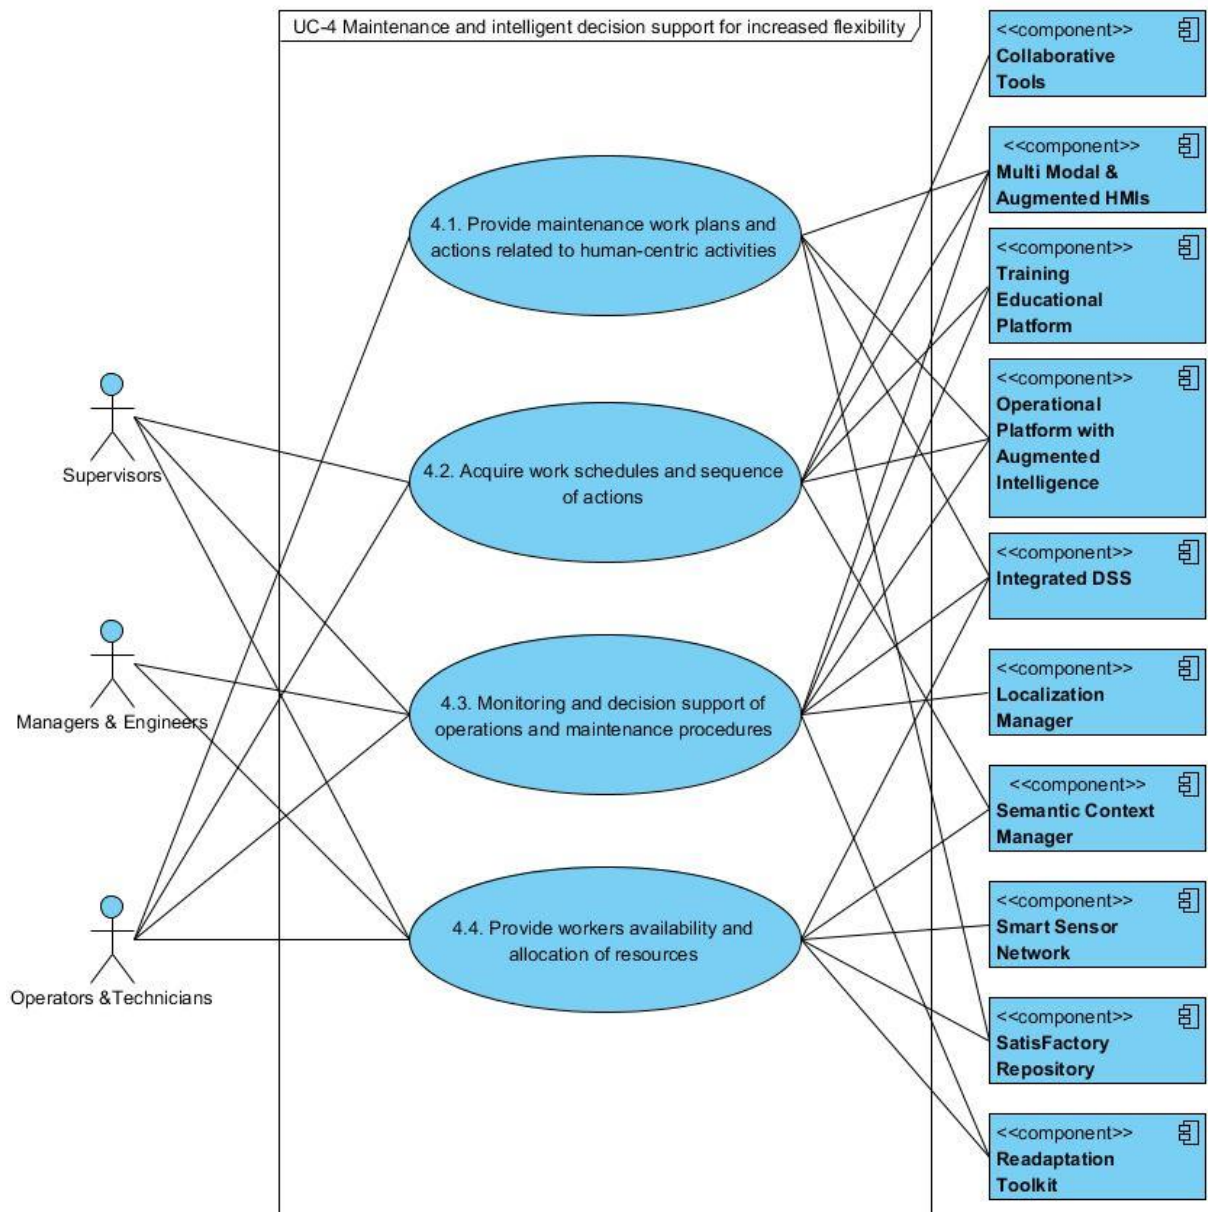 UC-4 Maintenance and intelligent decision support for increased flexibility
4.1. Provide maintenance work plans and
actions related to human-centric activities
4.2. Acquire work schedules and sequence
of actions
4.3. Monitoring and decision support of
operations and maintenance procedures
4.4. Provide workers availability and
allocation of resources
Supervisors
Managers & Engineers
Operators &Technicians
<<component>>
Collaborative
Tools
<<component>>
Multi Modal &
Augmented HMIs
<<component>>
Training
Educational
Platform
<<component>>
Operational
Platform with
Augmented
Intelligence
<<component>>
Integrated DSS
<<component>>
Localization
Manager
<<component>>
Semantic Context
Manager
<<component>>
Smart Sensor
Network
<<component>>
SatisFactory
Repository
<<component>>
Readaptation
Toolkit